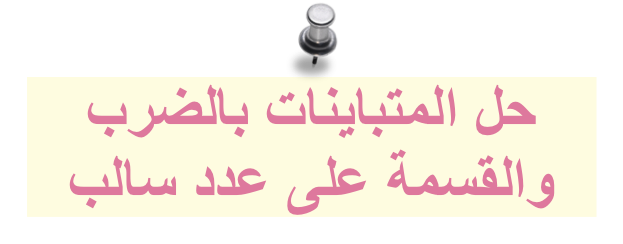 حل المتباينات بالضرب
والقسمة على عدد سالب